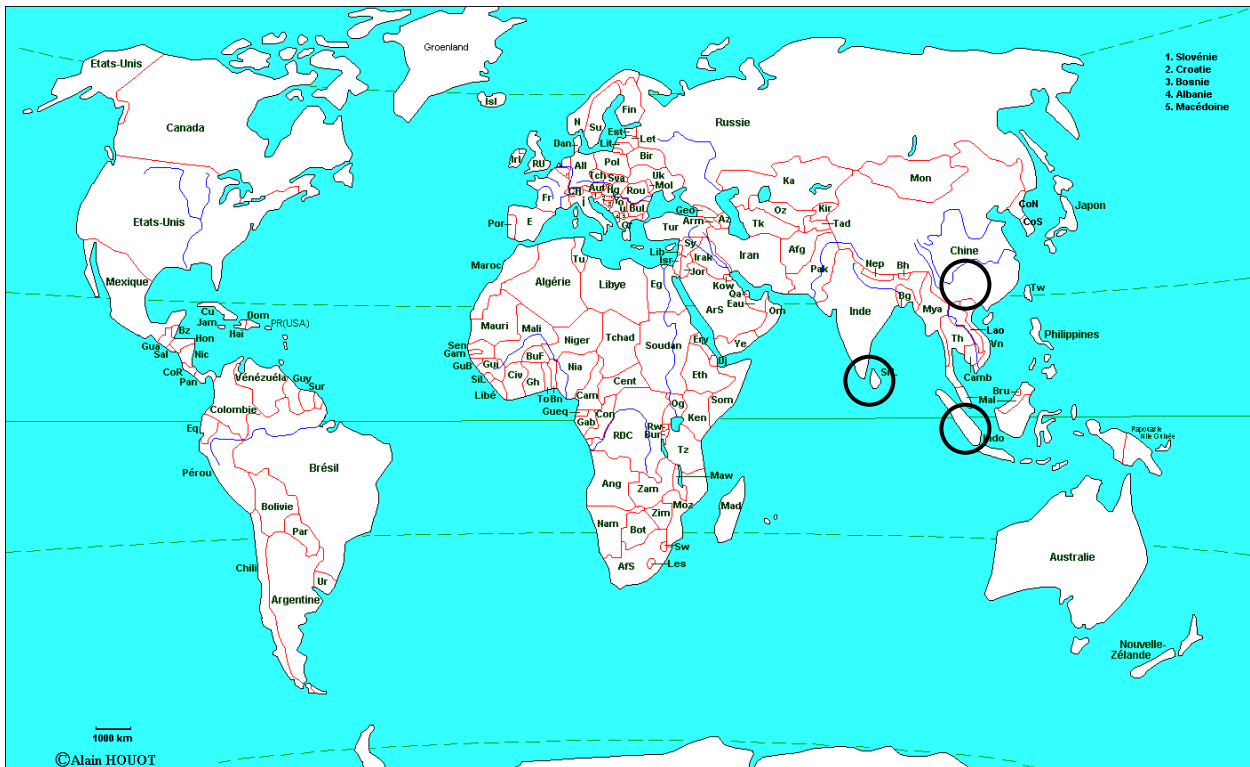 Groenland
Etats-Unis
Isl
1. Slovénie
2. Croatie
3. Bosnie
4. Albanie
5. Macédoine
Canada
N
Su
Fin
Russie
Est
Dan
Lit
Let
Irl
RU
All
Pol
Bir
Tch
Sva
Uk
Mol
Ka
Mon
Etats-Unis
Fr
CH
Aut
Hg
Rou
I
Bul
CoN
Japon
CoS
Por
E
Gr
Tur
Geo
Arm
Az
Oz
Kir
Tk
Tad
Chine
Mexique
Maroc
Algérie
Tu
Libye
Eg
Lib
Sy
Isr
Irak
Jor
Iran
Afg
Pak
Nep
Bh
Kow
Qa
Eau
Om
ArS
Inde
Bg
Mya
Tw
Cu
Dom
Jam
Hai
PR(USA)
Bz
Hon
Gua
Sal
Nic
CoR
Pan
Mauri
Mali
Niger
Tchad
Soudan
Ery
Ye
Dj
Lao
Th
Vn
Philippines
Sen
Gam
GuB
Gui
SiL
Libé
BuF
Civ
Gh
Nia
ToBn
Cam
Cent
Eth
Som
Camb
Bru
Mal
Vénézuéla
Guy
Sur
Colombie
Eq
Gueq
Gab
Con
Og
Ken
RDC
Rw
Bur
Tz
Indo
Pérou
Brésil
Ang
Zam
Maw
Moz
Bolivie
Par
Nam
Zim
Bot
Mad
Sw
Australie
Chili
Ur
AfS
Les
Argentine
Nouvelle-
Zélande
1000 km
©Alain HOUOT